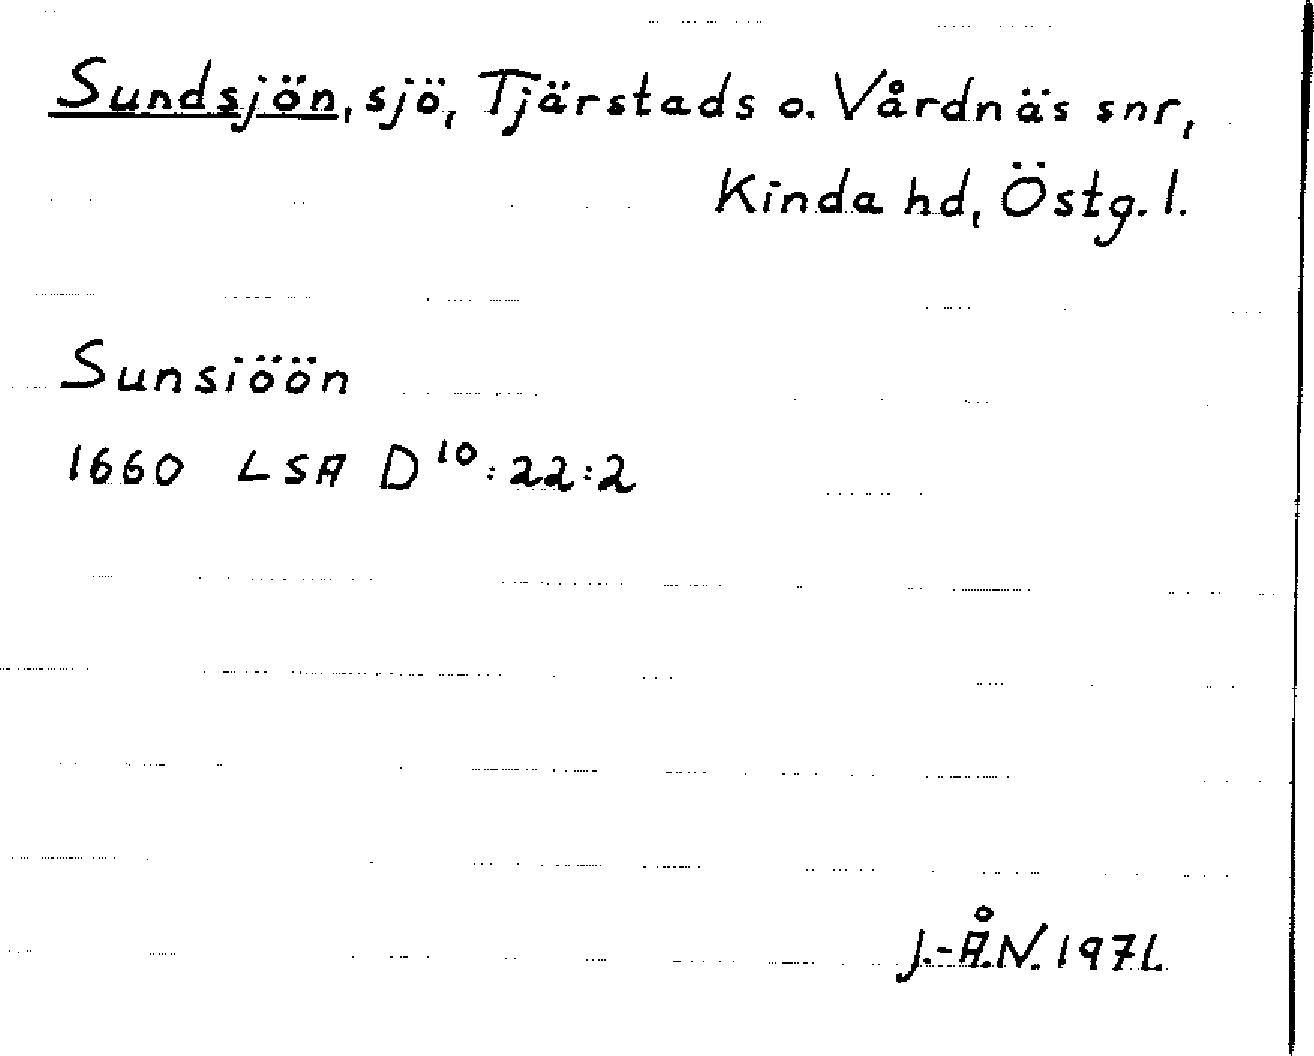 Sundsjön, sjö, Tjärstads o. Vårdnäs snr,
Kinda hd, Östg. l.
Sunsiöön
1660 LSA D¹⁰:22:2
J.-Å.N. 1971.